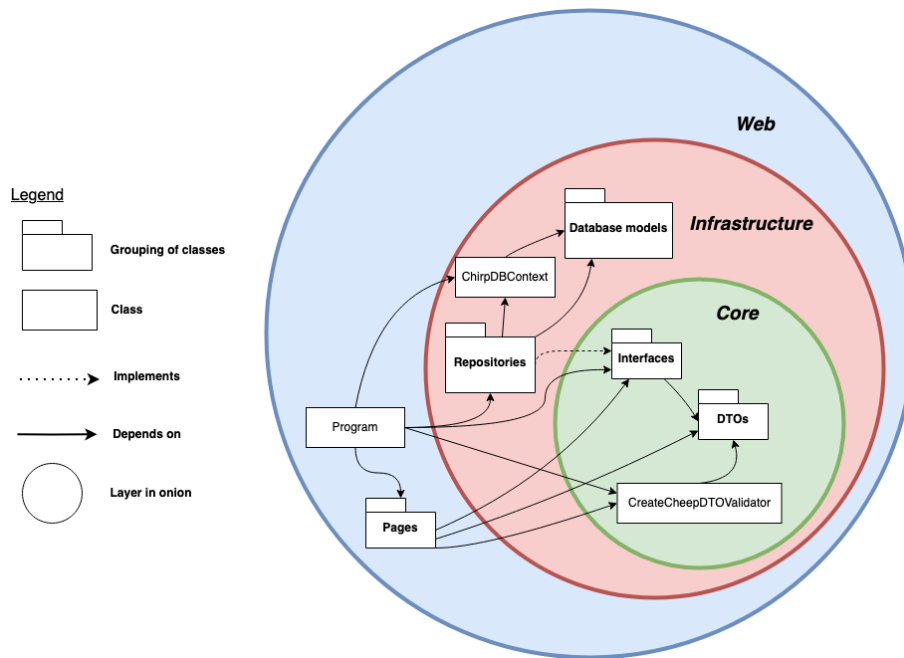 Legend
Grouping of classes
Class
Implements
Depends on
Layer in onion
Web
Infrastructure
Core
Database models
ChirpDBContext
Repositories
Interfaces
DTOs
Program
CreateCheepDTOValidator
Pages